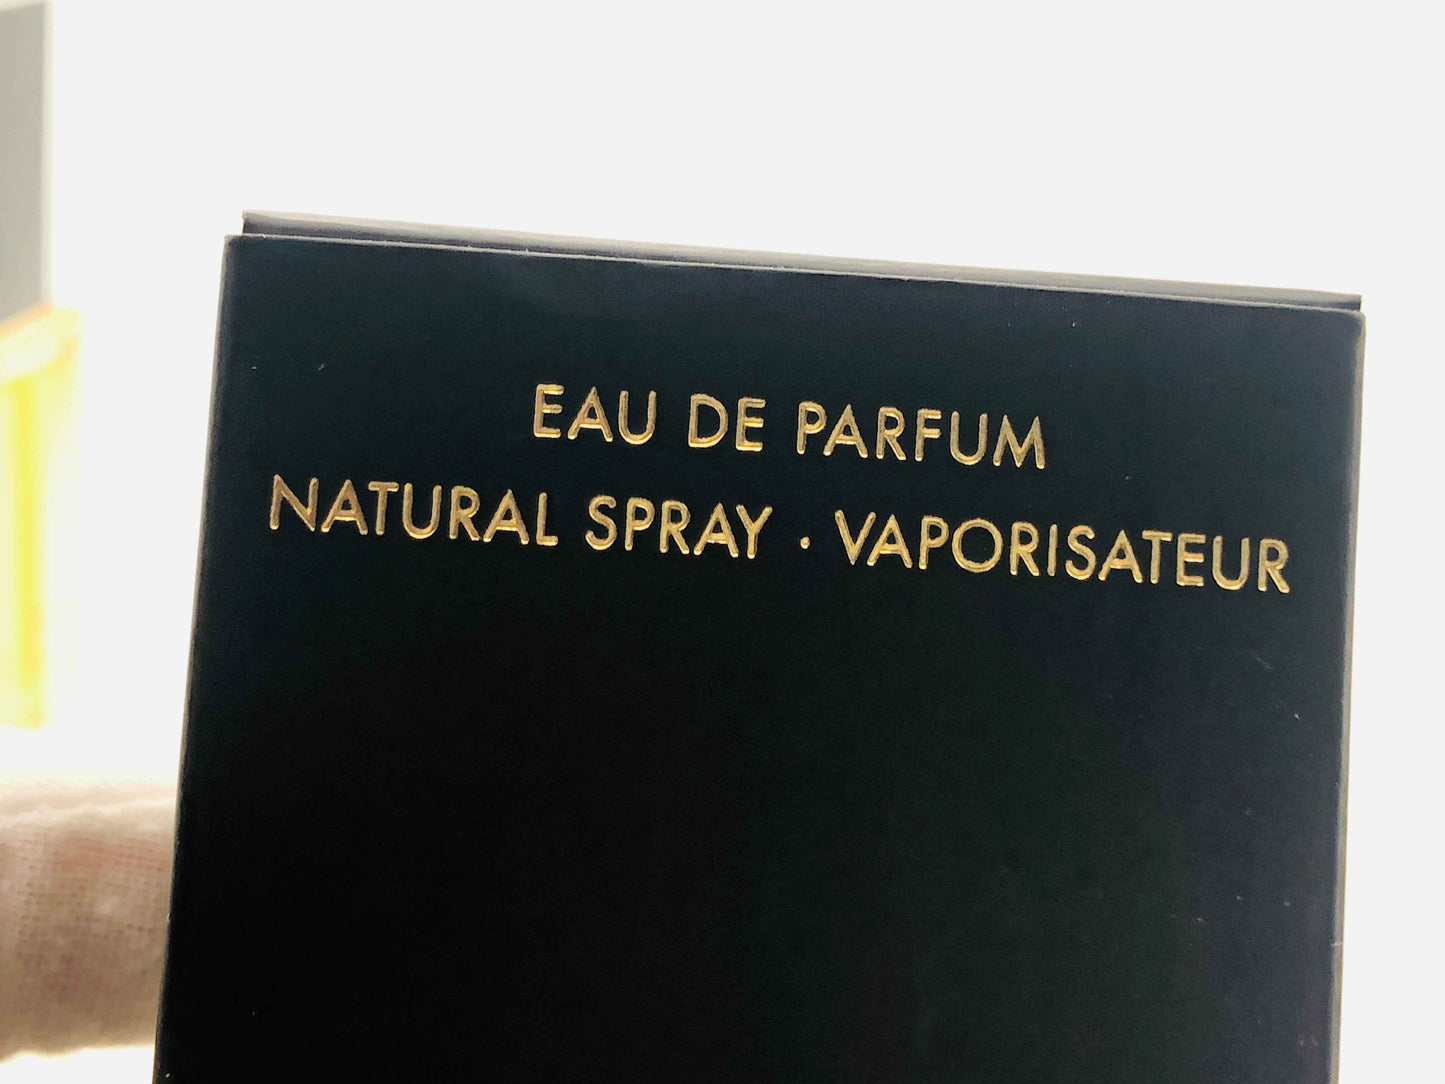 EAU DE PARFUM
NATURAL SPRAY · VAPORISATEUR